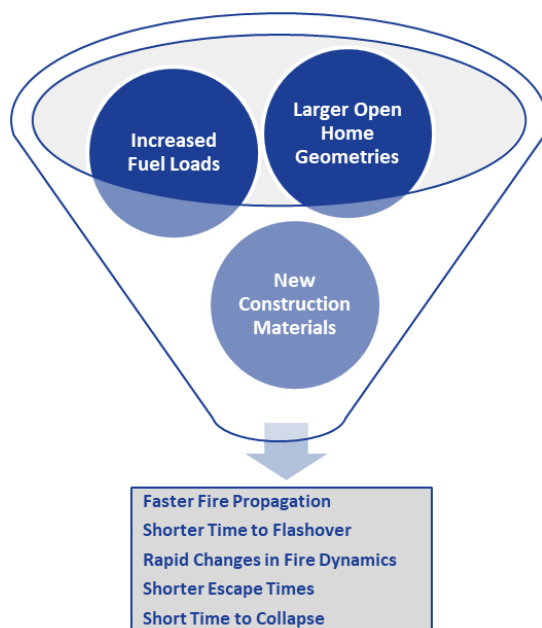 Increased
Fuel Loads
Larger Open
Home
Geometries
New
Construction
Materials
Faster Fire Propagation
Shorter Time to Flashover
Rapid Changes in Fire Dynamics
Shorter Escape Times
Short Time to Collapse